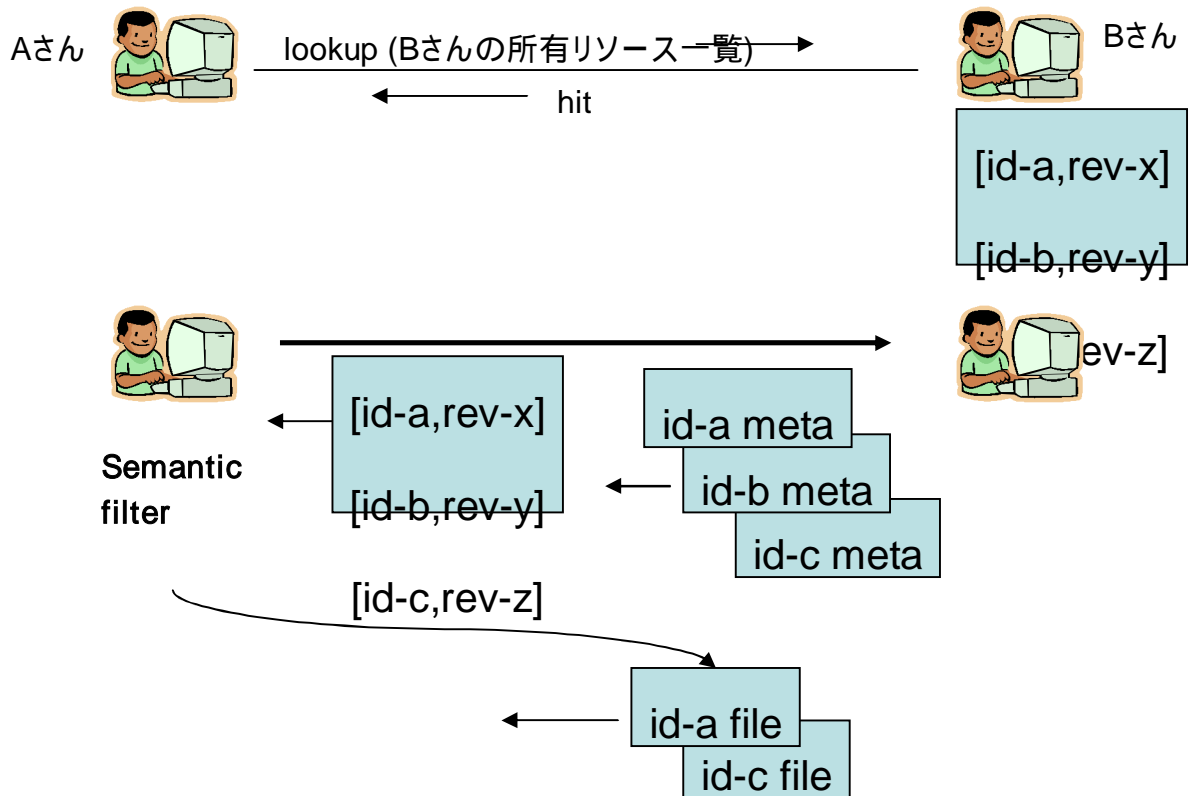 Aさん
lookup (Bさんの所有リソース一覧)
Bさん
hit
[id-a,rev-x]
[id-b,rev-y]
ev-z]
[id-a,rev-x]
id-a meta
Semantic
filter
[id-b,rev-y]
id-b meta
id-c meta
[id-c,rev-z]
id-a file
id-c file